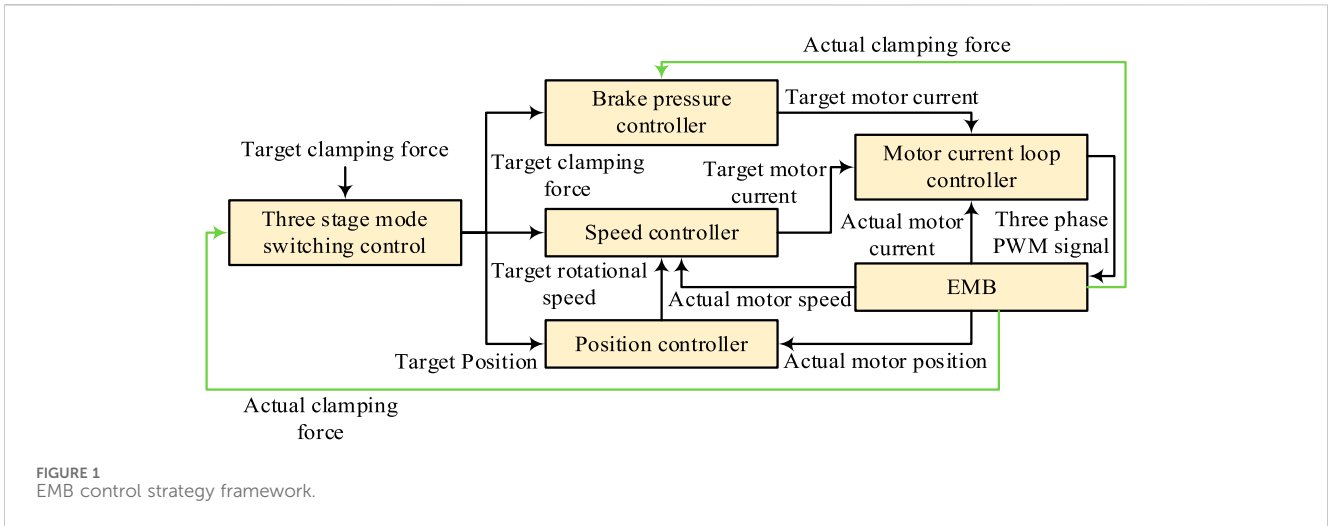 Actual clamping force
Brake pressure
controller
Target motor current
Target clamping force
Motor current loop
controller
Target clamping
force
Target motor
current
Three stage mode
switching control
Speed controller
Actual motor
current
Three phase
PWM signal
Target rotational
speed
Actual motor speed
EMB
Position controller
Target Position
Actual motor position
Actual clamping
force
FIGURE 1
EMB control strategy framework.